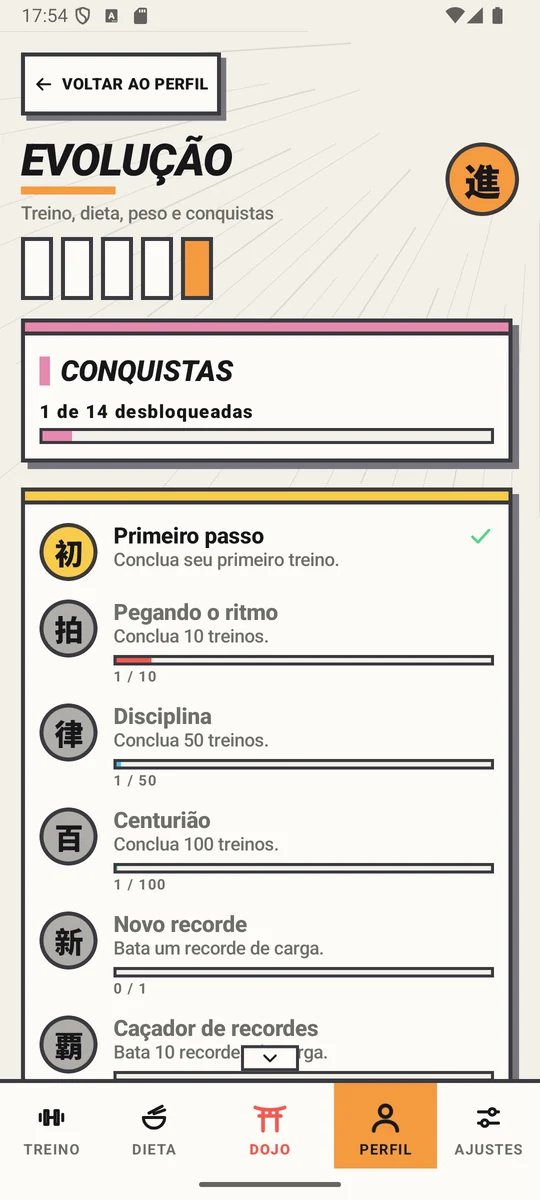 17:54
VOLTAR AO PERFIL
EVOLUÇÃO
進
Treino, dieta, peso e conquistas
CONQUISTAS
1 de 14 desbloqueadas
初
Primeiro passo
Conclua seu primeiro treino.
拍
Pegando o ritmo
Conclua 10 treinos.
1 / 10
律
Disciplina
Conclua 50 treinos.
1 / 50
百
Centurião
Conclua 100 treinos.
1 / 100
新
Novo recorde
Bata um recorde de carga.
0 / 1
覇
Caçador de recordes
Bata 10 recorde rga.
TREINO
DIETA
DOJO
PERFIL
AJUSTES